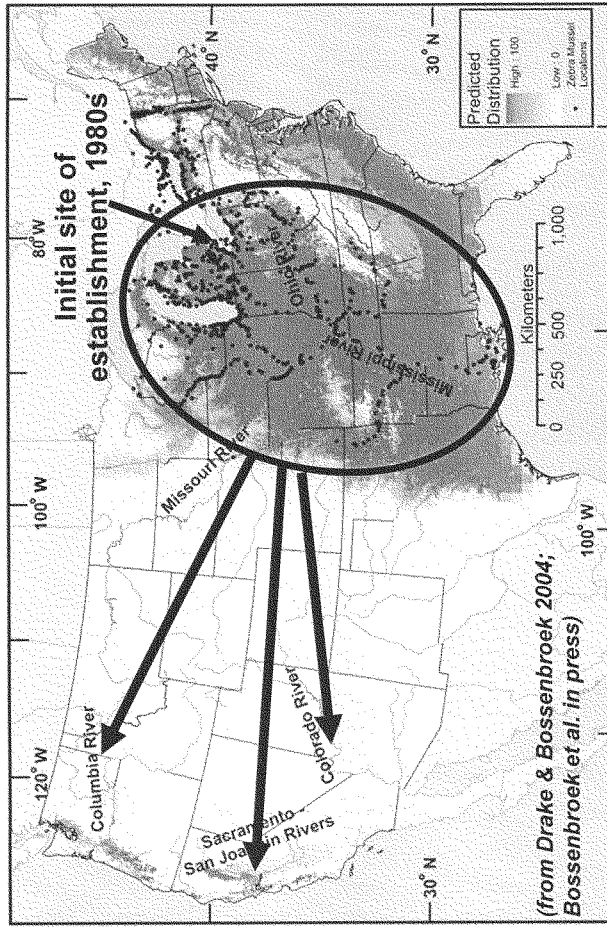 Initial site of
establishment, 1980s
120° W
100° W
80° W
40° N
30° N
Columbia River
Missouri River
Ohio River
Mississippi River
Colorado River
Sacramento -
San Joaquin Rivers
30° N
100° W
Kilometers
0 250 500 1,000
Predicted
Distribution
High 100
Low 0
Zebra Mussel
Locations
(from Drake & Bossenbroek 2004;
Bossenbroek et al. in press)